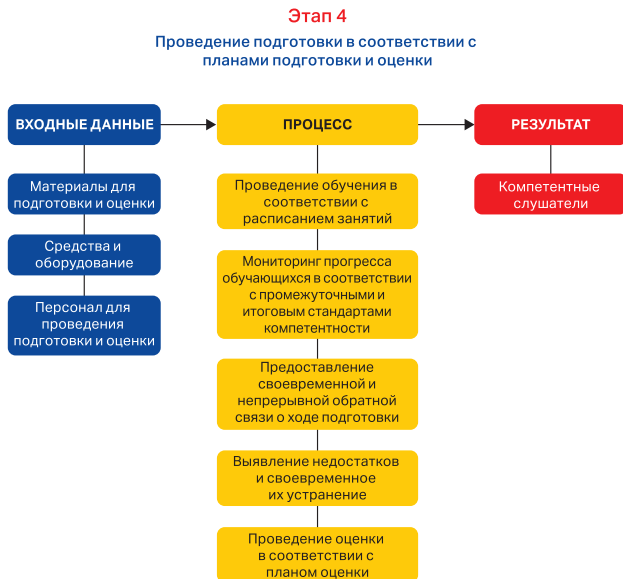 Этап 4
Проведение подготовки в соответствии с
планами подготовки и оценки
ВХОДНЫЕ ДАННЫЕ
Материалы для
подготовки и оценки
Средства и
оборудование
Персонал для
проведения
подготовки и оценки
ПРОЦЕСС
Проведение обучения в
соответствии с
расписанием занятий
Мониторинг прогресса
обучающихся в соответствии
с промежуточными и
итоговым стандартами
компетентности
Предоставление
своевременной и
непрерывной обратной
связи о ходе подготовки
Выявление недостатков
и своевременное
их устранение
Проведение оценки
в соответствии с
планом оценки
РЕЗУЛЬТАТ
Компетентные
слушатели